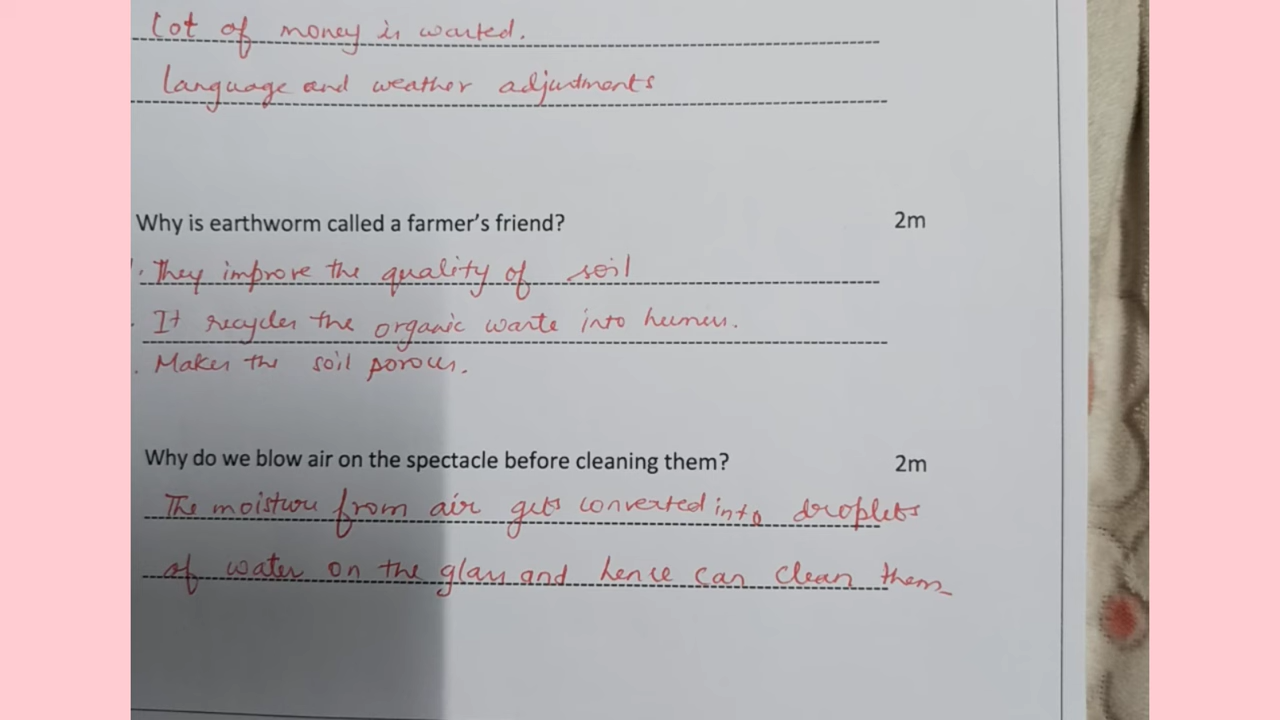 Lot of money is wasted.
language and weather adjustments
Why is earthworm called a farmer's friend? 2m
. They improve the quality of soil
. It recycles the organic waste into humus.
. Makes the soil porous.
Why do we blow air on the spectacle before cleaning them? 2m
The moisture from air gets converted into droplets
of water on the glass and hence can clean them